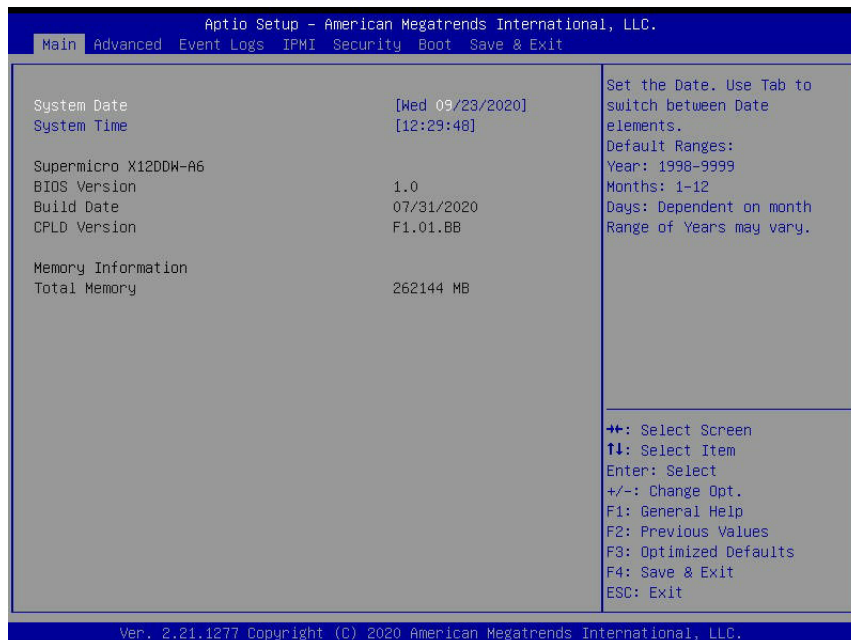 Aptio Setup – American Megatrends International, LLC.
Main Advanced Event Logs IPMI Security Boot Save & Exit
System Date [Wed 09/23/2020]
System Time [12:29:48]
Supermicro X12DDW-A6
BIOS Version 1.0
Build Date 07/31/2020
CPLD Version F1.01.BB
Memory Information
Total Memory 262144 MB
Set the Date. Use Tab to
switch between Date
elements.
Default Ranges:
Year: 1998-9999
Months: 1-12
Days: Dependent on month
Range of Years may vary.
→←: Select Screen
↑↓: Select Item
Enter: Select
+/-: Change Opt.
F1: General Help
F2: Previous Values
F3: Optimized Defaults
F4: Save & Exit
ESC: Exit
Ver. 2.21.1277 Copyright (C) 2020 American Megatrends International, LLC.